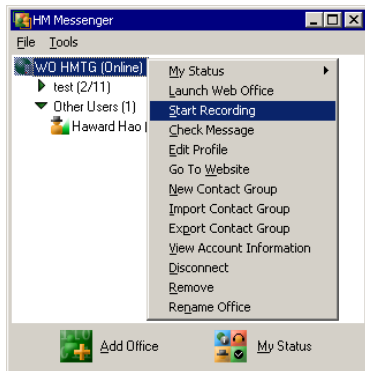 HM Messenger
File Tools
WO HMTG (Online)
test (2/11)
Other Users (1)
Haward Hao (
My Status
Launch Web Office
Start Recording
Check Message
Edit Profile
Go To Website
New Contact Group
Import Contact Group
Export Contact Group
View Account Information
Disconnect
Remove
Rename Office
Add Office My Status